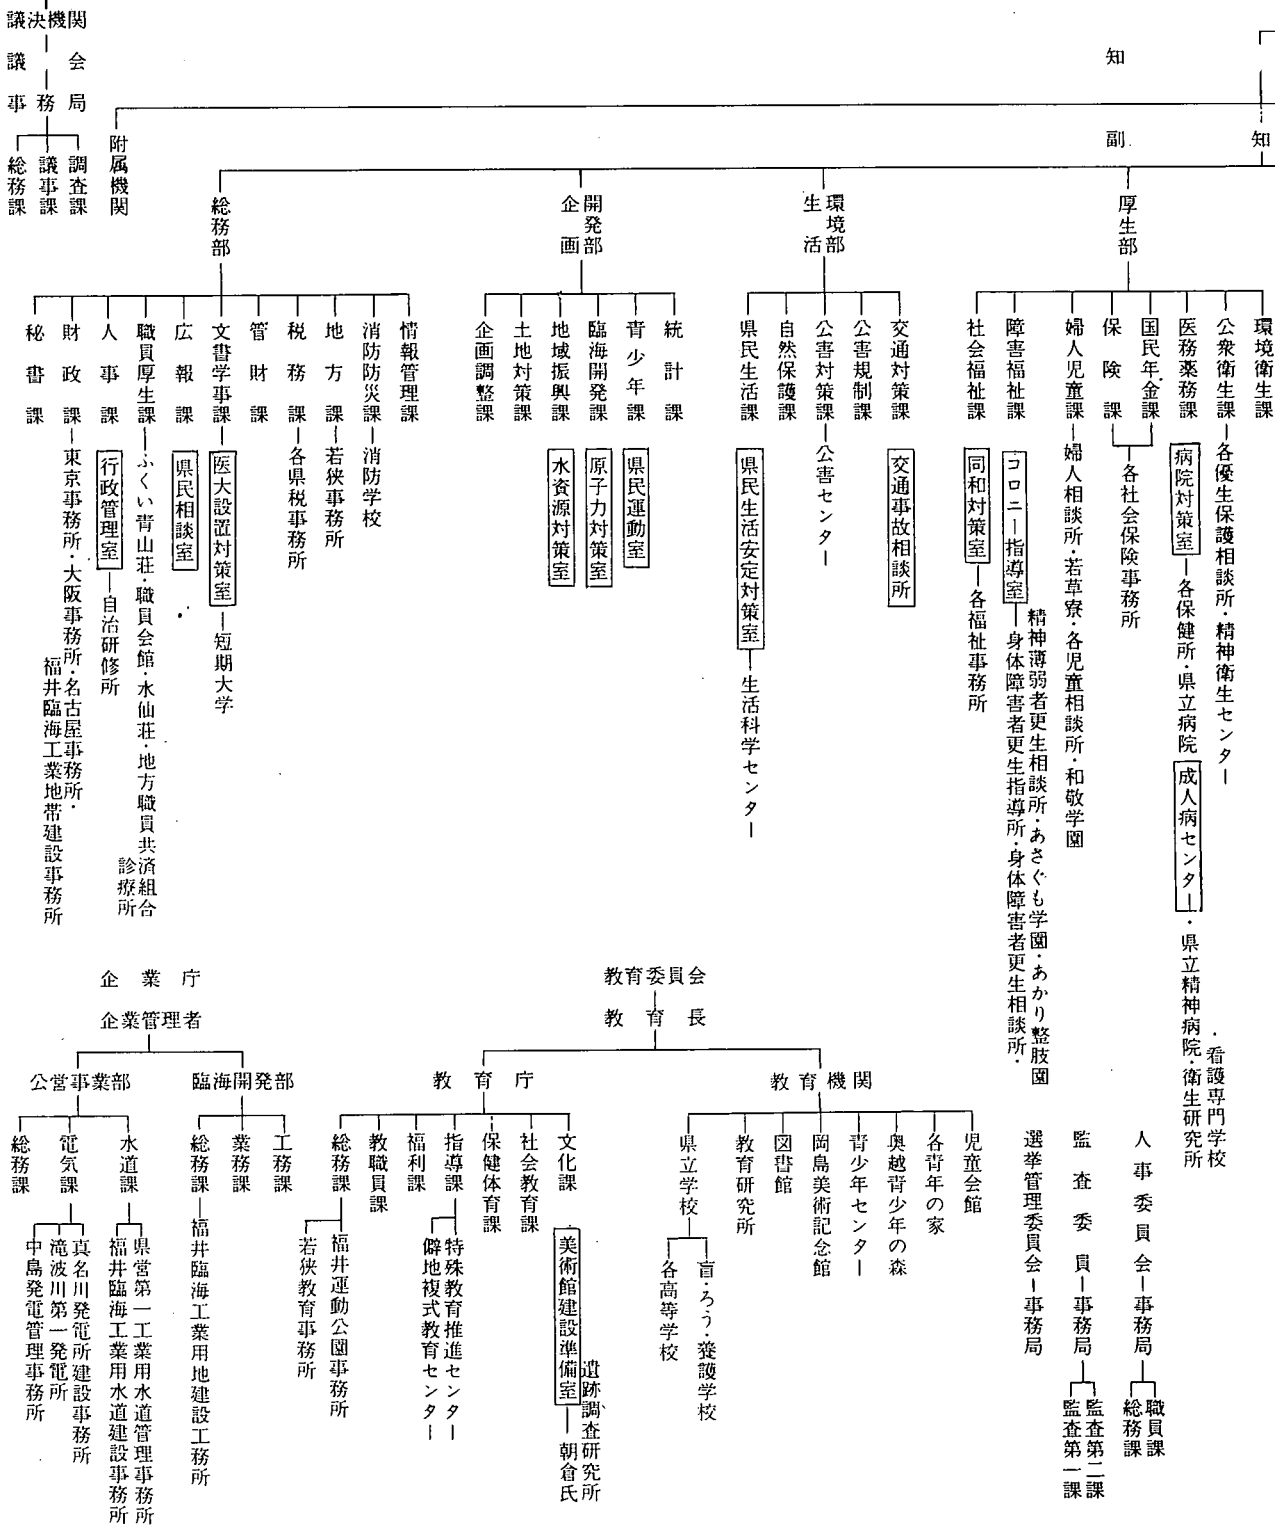 議決機関
議会
議会事務局
総務課
議事課
調査課
附属機関
知
副知
総務部
秘書課
財政課―東京事務所・大阪事務所・名古屋事務所・
福井臨海工業地帯建設事務所
人事課
行政管理室―自治研修所
職員厚生課―ふくい青山荘・職員会館・水仙荘・地方職員共済組合
診療所
広報課
県民相談室
文書学事課
医大設置対策室―短期大学
管財課
税務課―各県税事務所
地方課―若狭事務所
消防防災課―消防学校
情報管理課
企画開発部
企画調整課
土地対策課
地域振興課
水資源対策室
臨海開発課
原子力対策室
青少年課
県民運動室
統計課
生活環境部
県民生活課
県民生活安定対策室―生活科学センター
自然保護課
公害対策課―公害センター
公害規制課
交通対策課
交通事故相談所
厚生部
社会福祉課
同和対策室―各福祉事務所
障害福祉課
コロニー指導室―身体障害者更生指導所・身体障害者更生相談所・
精神薄弱者更生相談所・あさぐも学園・あかり整肢園
婦人児童課―婦人相談所・若草寮・各児童相談所・和敬学園
保険課
国民年金課
各社会保険事務所
医務薬務課
病院対策室―各保健所・県立病院
成人病センター・県立精神病院・衛生研究所
・看護専門学校
公衆衛生課―各優生保護相談所・精神衛生センター
環境衛生課
企業庁
企業管理者
公営事業部
総務課
電気課
中島発電管理事務所
滝波川第一発電所
真名川発電所建設事務所
水道課
福井臨海工業用水道建設事務所
県営第一工業用水道管理事務所
臨海開発部
総務課―福井臨海工業用地建設工務所
業務課
工務課
教育委員会
教育長
教育庁
総務課
若狭教育事務所
福井運動公園事務所
教職員課
福利課
指導課
僻地複式教育センター
特殊教育推進センター
保健体育課
社会教育課
文化課
美術館建設準備室―朝倉氏
遺跡調査研究所
教育機関
県立学校
各高等学校
盲・ろう・養護学校
教育研究所
図書館
岡島美術記念館
青少年センター
奥越青少年の森
各青年の家
児童会館
選挙管理委員会―事務局
監査委員―事務局
監査第一課
監査第二課
人事委員会―事務局
総務課
職員課